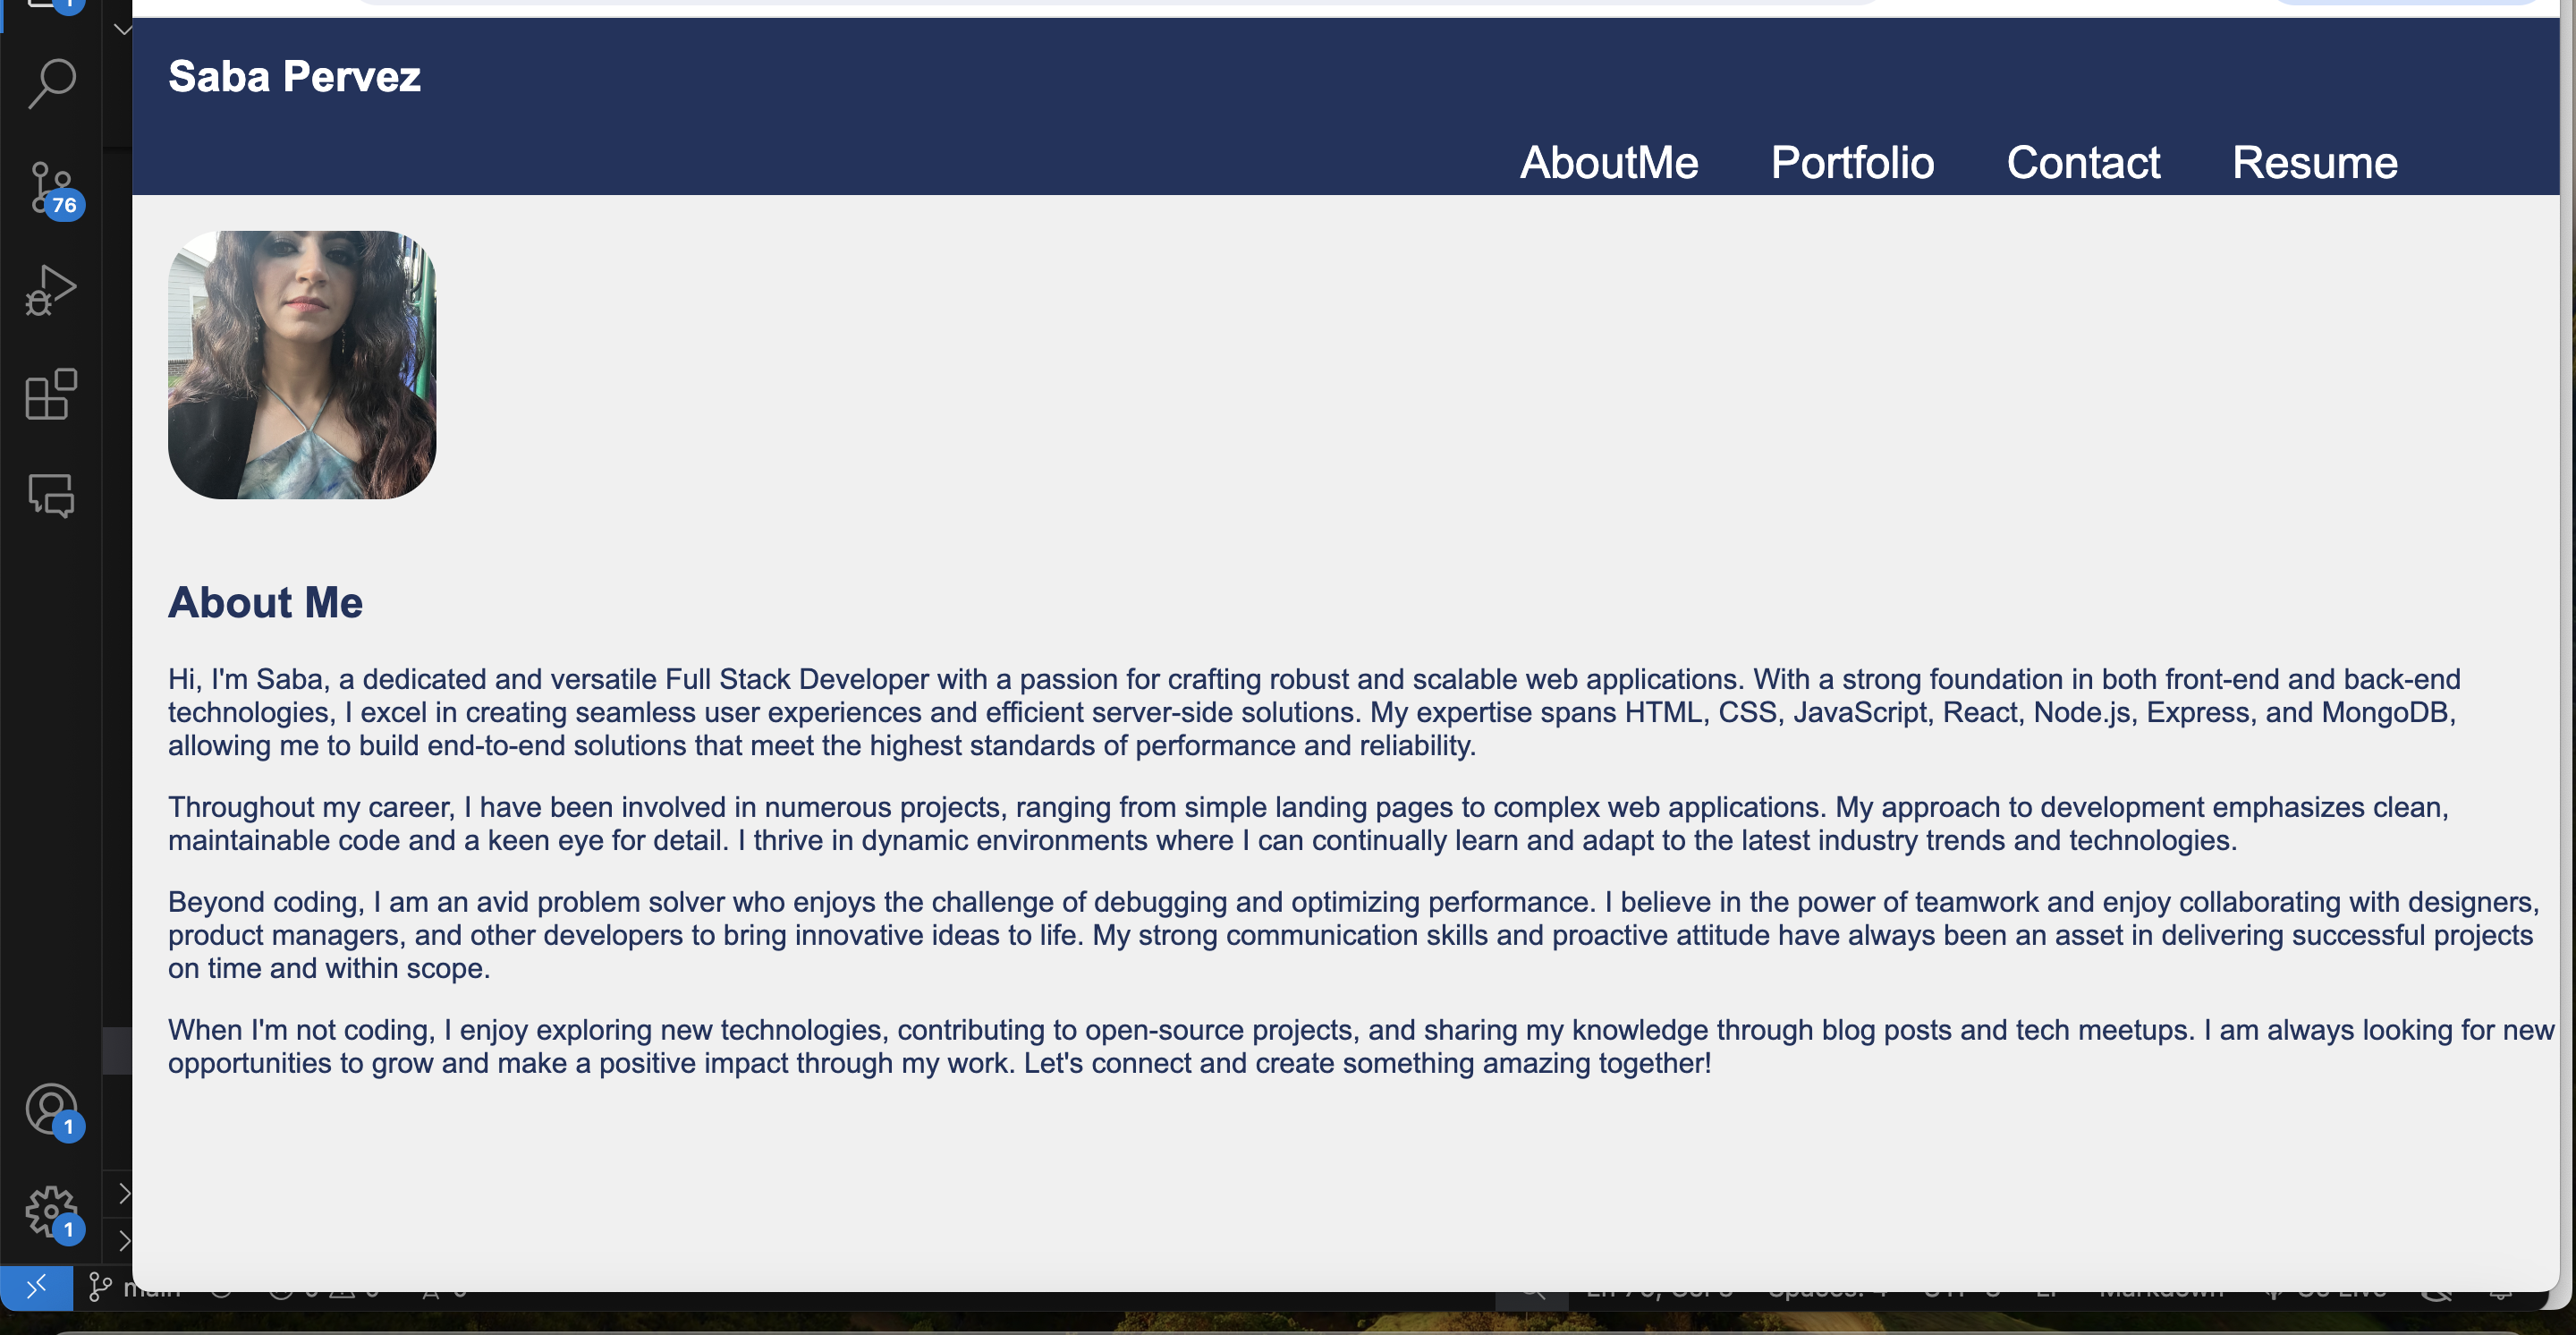 Saba Pervez
AboutMe Portfolio Contact Resume
76
About Me
Hi, I'm Saba, a dedicated and versatile Full Stack Developer with a passion for crafting robust and scalable web applications. With a strong foundation in both front-end and back-end
technologies, I excel in creating seamless user experiences and efficient server-side solutions. My expertise spans HTML, CSS, JavaScript, React, Node.js, Express, and MongoDB,
allowing me to build end-to-end solutions that meet the highest standards of performance and reliability.
Throughout my career, I have been involved in numerous projects, ranging from simple landing pages to complex web applications. My approach to development emphasizes clean,
maintainable code and a keen eye for detail. I thrive in dynamic environments where I can continually learn and adapt to the latest industry trends and technologies.
Beyond coding, I am an avid problem solver who enjoys the challenge of debugging and optimizing performance. I believe in the power of teamwork and enjoy collaborating with designers,
product managers, and other developers to bring innovative ideas to life. My strong communication skills and proactive attitude have always been an asset in delivering successful projects
on time and within scope.
When I'm not coding, I enjoy exploring new technologies, contributing to open-source projects, and sharing my knowledge through blog posts and tech meetups. I am always looking for new
opportunities to grow and make a positive impact through my work. Let's connect and create something amazing together!
1
1
main